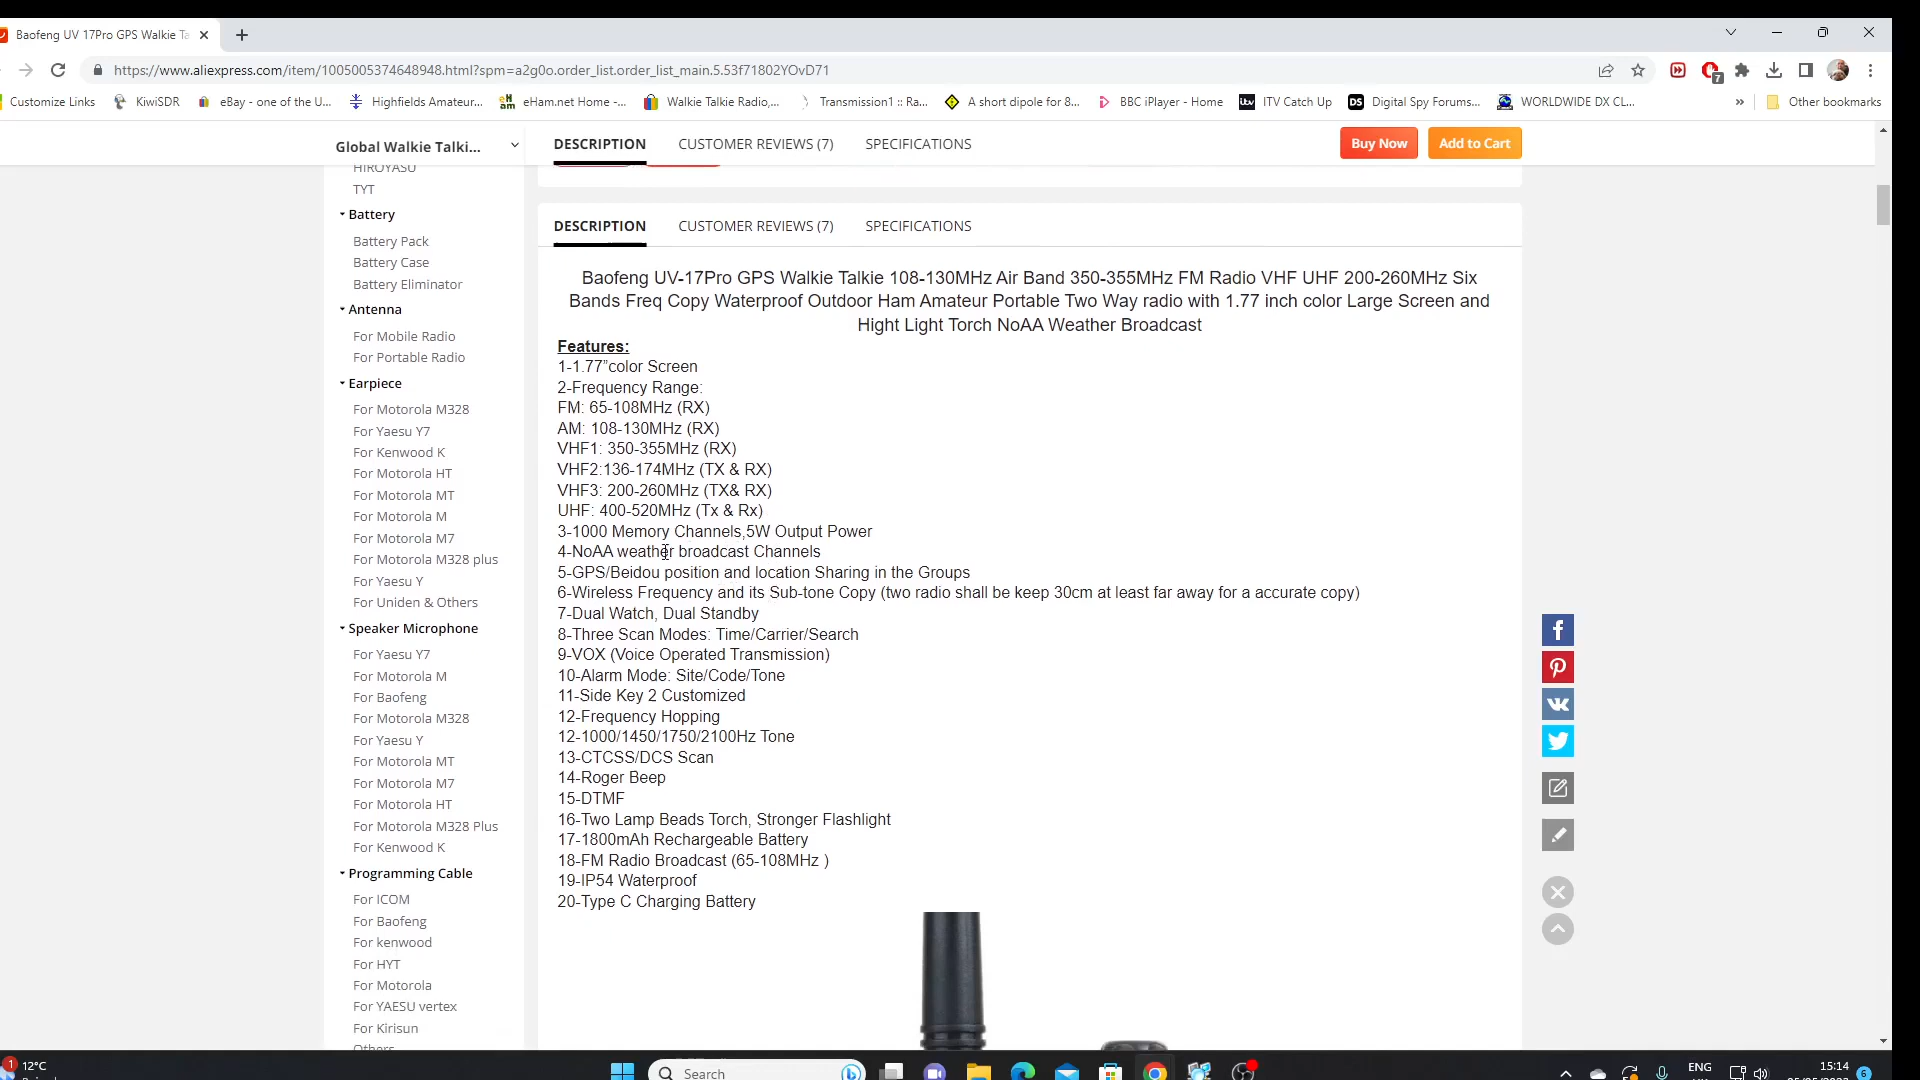 Baofeng UV 17Pro GPS Walkie Ta
https://www.aliexpress.com/item/1005005374648948.html?spm=a2g0o.order_list.order_list_main.5.53f71802YOvD71
7
Customize Links
KiwiSDR
eBay - one of the U...
Highfields Amateur...
eHam.net Home -...
Walkie Talkie Radio,...
Transmission1 :: Ra...
A short dipole for 8...
BBC iPlayer - Home
ITV Catch Up
Digital Spy Forums...
WORLDWIDE DX CL...
»
Other bookmarks
Global Walkie Talki...
DESCRIPTION
CUSTOMER REVIEWS (7)
SPECIFICATIONS
Buy Now
Add to Cart
HIROYASU
TYT
Battery
Battery Pack
Battery Case
Battery Eliminator
Antenna
For Mobile Radio
For Portable Radio
Earpiece
For Motorola M328
For Yaesu Y7
For Kenwood K
For Motorola HT
For Motorola MT
For Motorola M
For Motorola M7
For Motorola M328 plus
For Yaesu Y
For Uniden & Others
Speaker Microphone
For Yaesu Y7
For Motorola M
For Baofeng
For Motorola M328
For Yaesu Y
For Motorola MT
For Motorola M7
For Motorola HT
For Motorola M328 Plus
For Kenwood K
Programming Cable
For ICOM
For Baofeng
For kenwood
For HYT
For Motorola
For YAESU vertex
For Kirisun
Others
DESCRIPTION
CUSTOMER REVIEWS (7)
SPECIFICATIONS
Baofeng UV-17Pro GPS Walkie Talkie 108-130MHz Air Band 350-355MHz FM Radio VHF UHF 200-260MHz Six
Bands Freq Copy Waterproof Outdoor Ham Amateur Portable Two Way radio with 1.77 inch color Large Screen and
Hight Light Torch NoAA Weather Broadcast
Features:
1-1.77”color Screen
2-Frequency Range:
FM: 65-108MHz (RX)
AM: 108-130MHz (RX)
VHF1: 350-355MHz (RX)
VHF2:136-174MHz (TX & RX)
VHF3: 200-260MHz (TX& RX)
UHF: 400-520MHz (Tx & Rx)
3-1000 Memory Channels,5W Output Power
4-NoAA weather broadcast Channels
5-GPS/Beidou position and location Sharing in the Groups
6-Wireless Frequency and its Sub-tone Copy (two radio shall be keep 30cm at least far away for a accurate copy)
7-Dual Watch, Dual Standby
8-Three Scan Modes: Time/Carrier/Search
9-VOX (Voice Operated Transmission)
10-Alarm Mode: Site/Code/Tone
11-Side Key 2 Customized
12-Frequency Hopping
12-1000/1450/1750/2100Hz Tone
13-CTCSS/DCS Scan
14-Roger Beep
15-DTMF
16-Two Lamp Beads Torch, Stronger Flashlight
17-1800mAh Rechargeable Battery
18-FM Radio Broadcast (65-108MHz )
19-IP54 Waterproof
20-Type C Charging Battery
1
12°C
Search
ENG
15:14
6